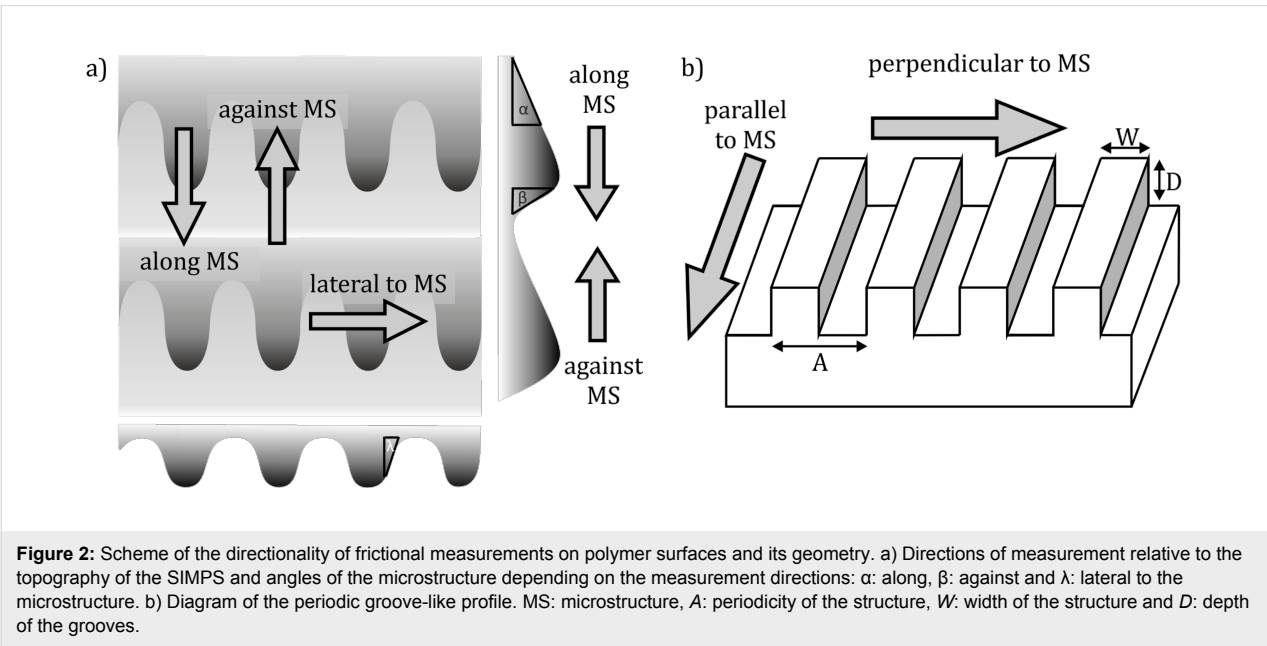 a)
against MS
along MS
lateral to MS
λ
α
β
along
MS
against
MS
b)
perpendicular to MS
parallel
to MS
W
D
A
Figure 2: Scheme of the directionality of frictional measurements on polymer surfaces and its geometry. a) Directions of measurement relative to the
topography of the SIMPS and angles of the microstructure depending on the measurement directions: α: along, β: against and λ: lateral to the
microstructure. b) Diagram of the periodic groove-like profile. MS: microstructure, A: periodicity of the structure, W: width of the structure and D: depth
of the grooves.